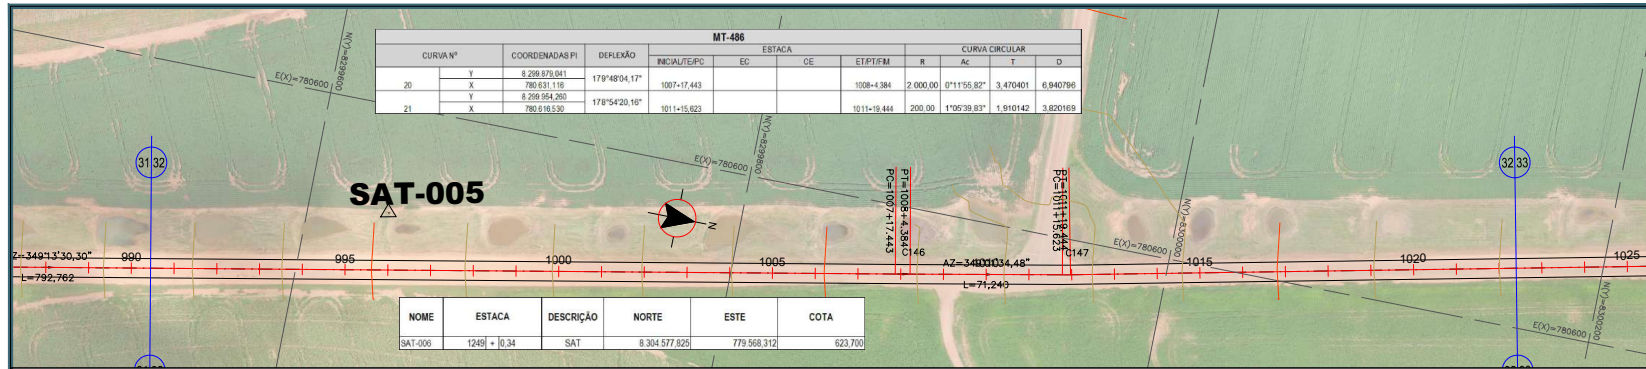 MT-486
CURVA Nº COORDENADAS PI DEFLEXÃO ESTACA CURVA CIRCULAR
INICIAL/TE/PC EC CE ET/PT/FIM R Ac T D
20 Y 8.299.879,041 179°48'04,17" 1007+17,443 1008+4,384 2.000,00 0°11'55,82" 3,470401 6,940796
X 780.631,116
21 Y 8.299.954,260 178°54'20,16" 1011+15,623 1011+19,444 200,00 1°05'39,83" 1,910142 3,820169
X 780.616,530
E(X)=780600
N(Y)=8299600
E(X)=780600
N(Y)=8299800
E(X)=780600
N(Y)=8300000
E(X)=780600
N(Y)=8300200
31 32
32 33
SAT-005
N
PC=1007+17.443
PT=1008+4.384
C146
PC=1011+15.623
PT=1011+19.444
C147
Z=349°13'30,30"
L=792,762
990
995
1000
1005
1015
1020
1025
L=71,240
NOME ESTACA DESCRIÇÃO NORTE ESTE COTA
SAT-006 1249 + 0,34 SAT 8.304.577,825 779.568,312 623,700